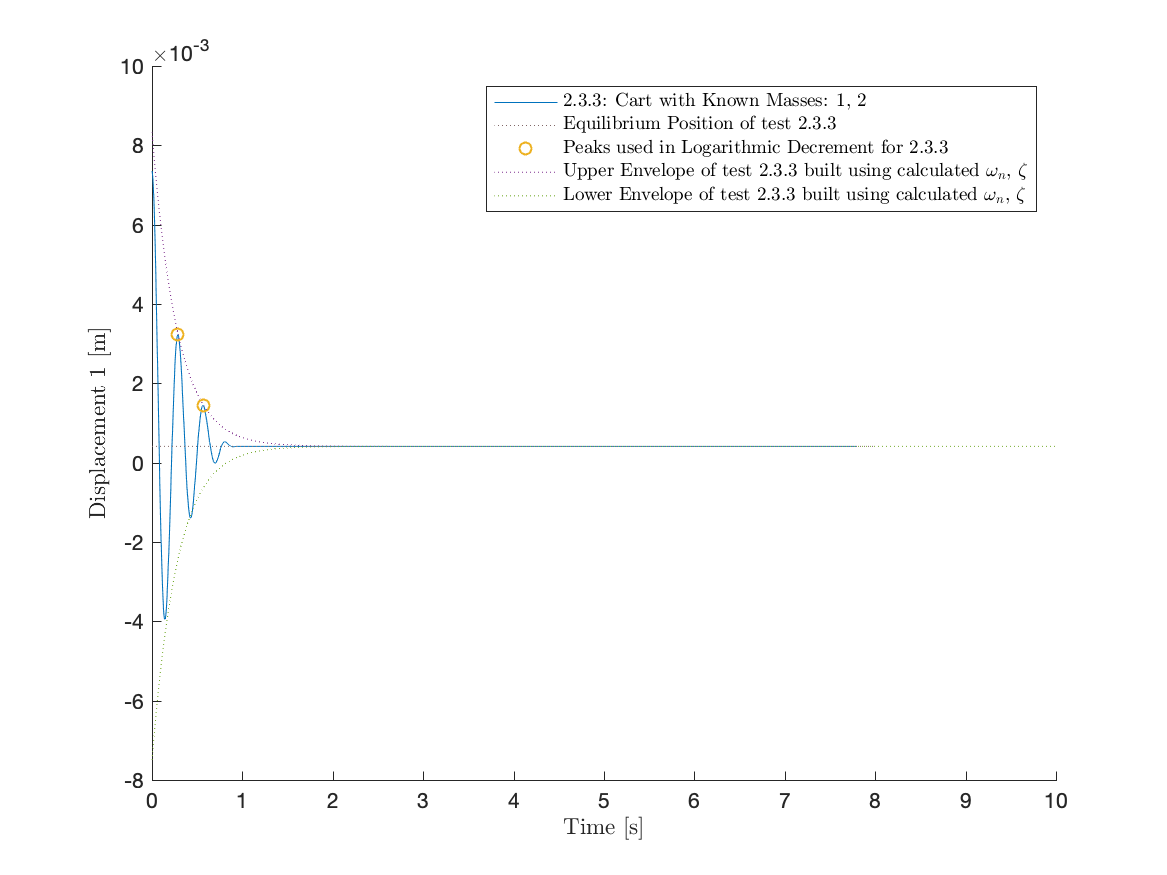 ×10-3
10
8
6
4
2
0
-2
-4
-6
-8
Displacement 1 [m]
2.3.3: Cart with Known Masses: 1, 2
Equilibrium Position of test 2.3.3
Peaks used in Logarithmic Decrement for 2.3.3
Upper Envelope of test 2.3.3 built using calculated ωn, ζ
Lower Envelope of test 2.3.3 built using calculated ωn, ζ
0 1 2 3 4 5 6 7 8 9 10
Time [s]